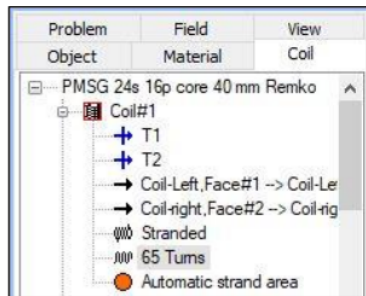 Problem Field View
Object Material Coil
PMSG 24s 16p core 40 mm Remko
Coil#1
T1
T2
Coil-Left,Face#1 --> Coil-Le
Coil-right,Face#2 --> Coil-rig
Stranded
65 Turns
Automatic strand area